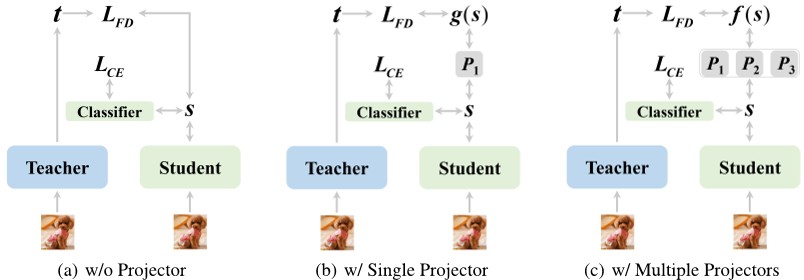 t L_FD
L_CE
Classifier s
Teacher Student
(a) w/o Projector
t L_FD g(s)
L_CE P_1
Classifier s
Teacher Student
(b) w/ Single Projector
t L_FD f(s)
L_CE P_1 P_2 P_3
Classifier s
Teacher Student
(c) w/ Multiple Projectors